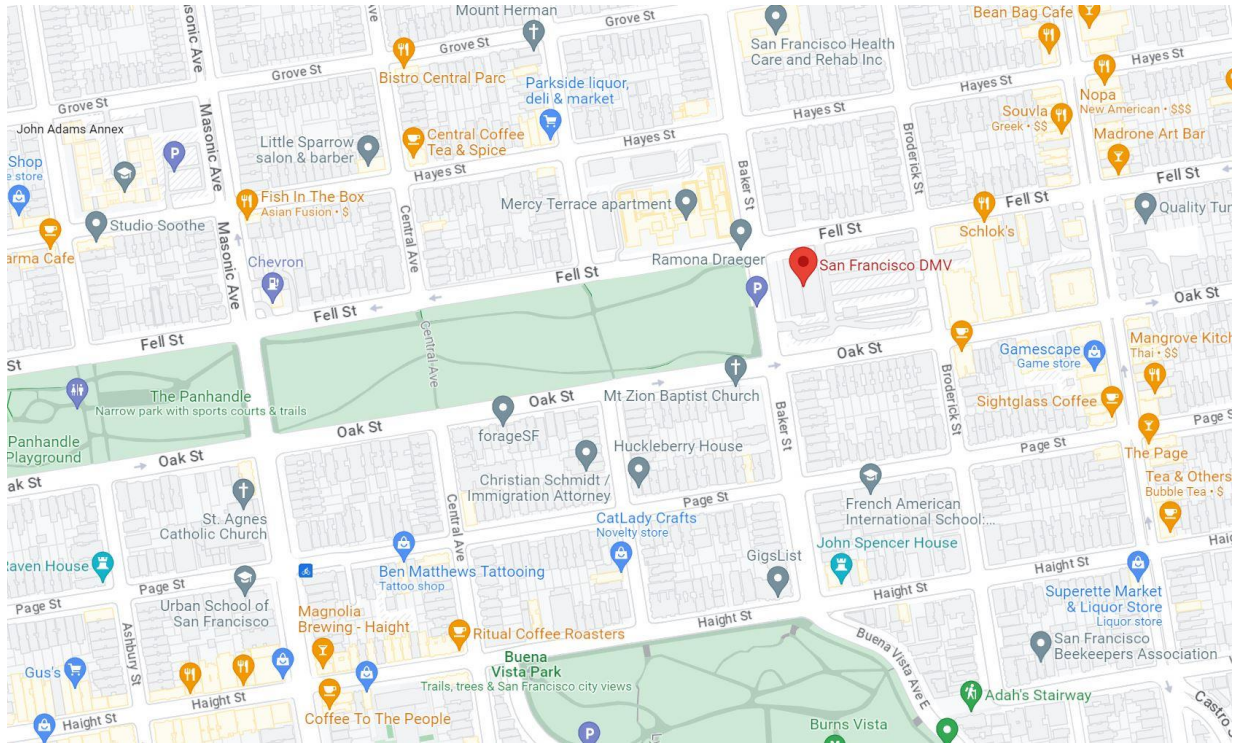 Mount Herman
Bean Bag Cafe
Masonic Ave
Grove St
San Francisco Health
Care and Rehab Inc
Hayes St
Bistro Central Parc
Grove St
Parkside liquor,
deli & market
Nopa
New American • $$$
Grove St
Hayes St
Souvla
Greek • $$
John Adams Annex
P
Masonic Ave
Little Sparrow
salon & barber
Central Coffee
Tea & Spice
Hayes St
Broderick St
Madrone Art Bar
Shop
e store
Hayes St
Baker St
Fell St
Fish In The Box
Asian Fusion • $
Mercy Terrace apartment
Fell St
Quality Tur
Studio Soothe
Central Ave
Fell St
Schlok's
arma Cafe
Masonic Ave
Chevron
Ramona Draeger
San Francisco DMV
Fell St
P
Oak St
Fell St
Central Ave
Mangrove Kitch
Thai • $$
St
Fell St
Oak St
Gamescape
Game store
The Panhandle
Narrow park with sports courts & trails
Oak St
Mt Zion Baptist Church
Broderick St
Sightglass Coffee
Page St
Panhandle
Playground
Oak St
forageSF
Baker St
Huckleberry House
Page St
The Page
Oak St
ak St
Christian Schmidt /
Immigration Attorney
Tea & Others
Bubble Tea • $
St. Agnes
Catholic Church
Central Ave
Page St
French American
International School:...
CatLady Crafts
Novelty store
Haig
Raven House
Page St
Ben Matthews Tattooing
Tattoo shop
GigsList
John Spencer House
Haight St
Page St
Urban School of
San Francisco
Haight St
Superette Market
& Liquor Store
Liquor store
Magnolia
Brewing - Haight
Haight St
Ritual Coffee Roasters
Ashbury St
Buena Vista Ave E
San Francisco
Beekeepers Association
Gus's
Buena
Vista Park
Trails, trees & San Francisco city views
Haight St
Adah's Stairway
Castro St
Haight St
Coffee To The People
P
Burns Vista